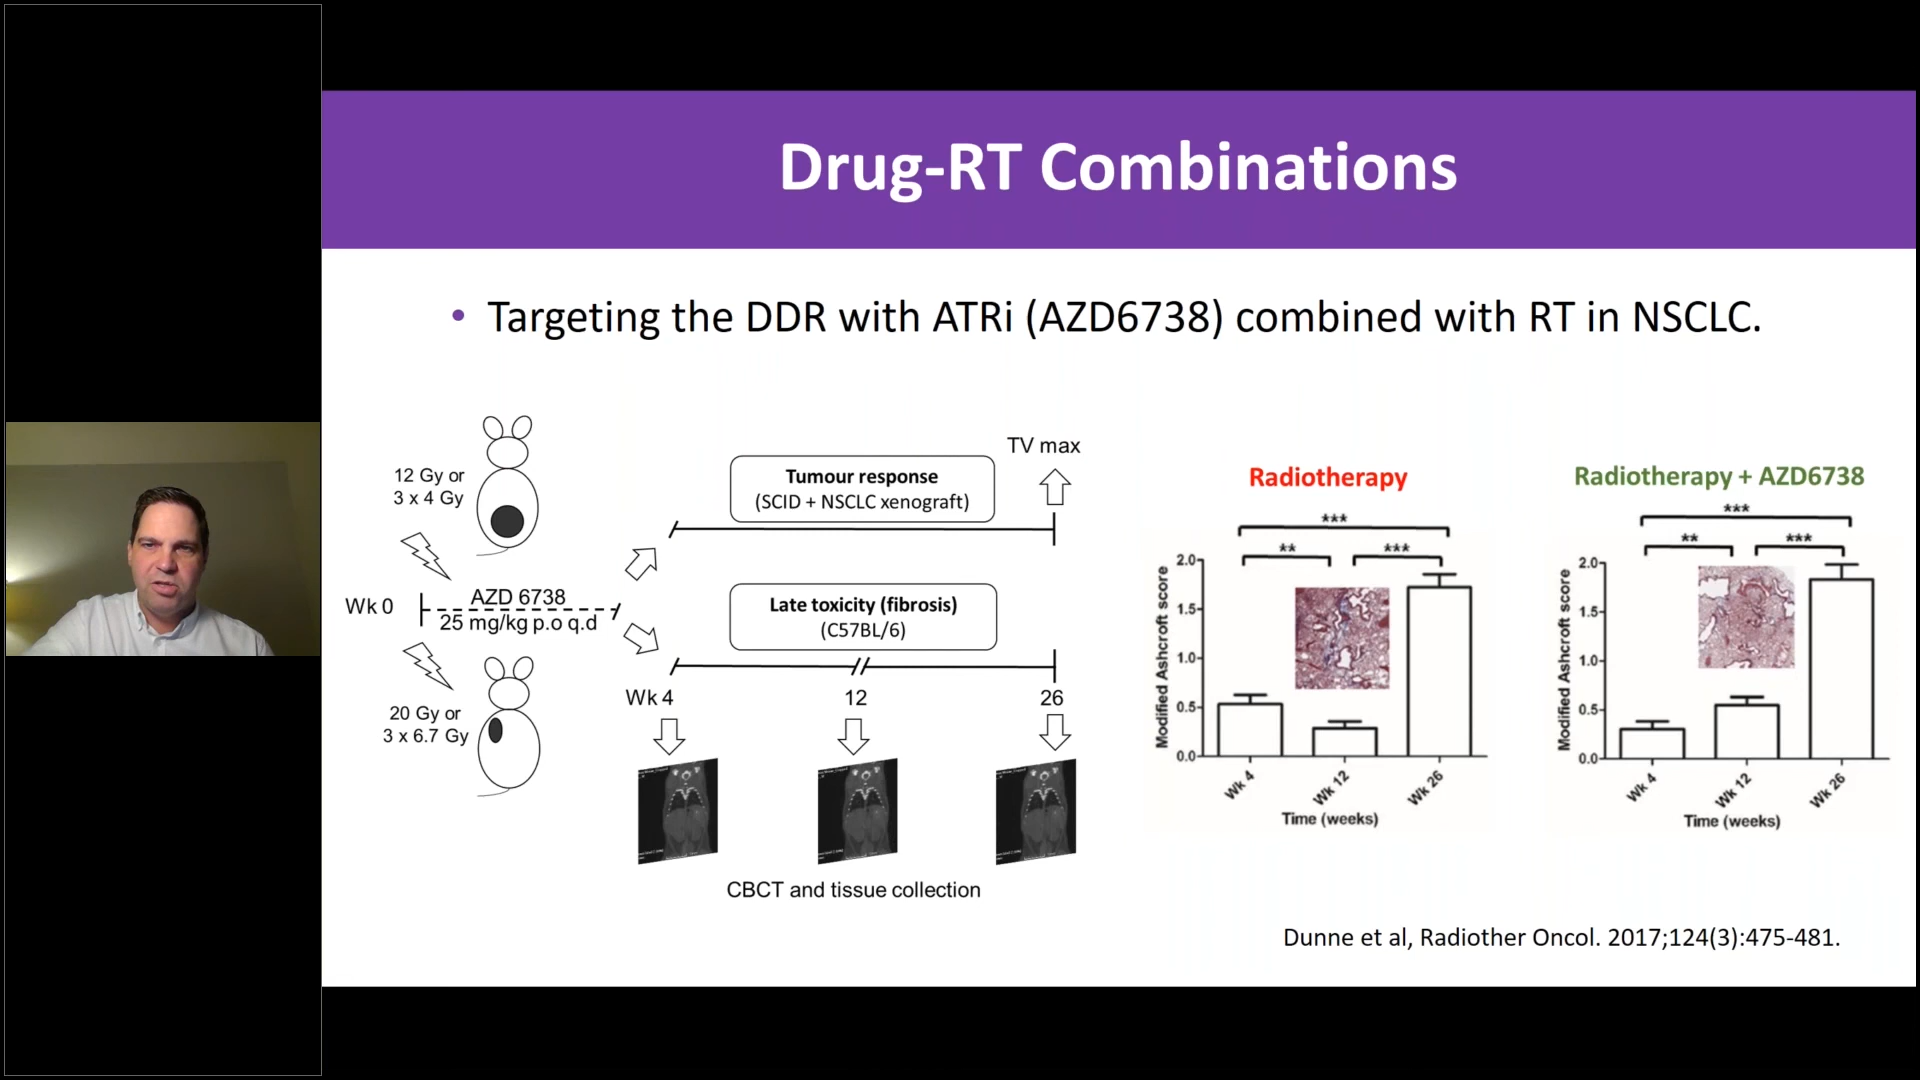 Drug-RT Combinations
• Targeting the DDR with ATRi (AZD6738) combined with RT in NSCLC.
12 Gy or
3 x 4 Gy
Wk 0
AZD 6738
25 mg/kg p.o q.d
20 Gy or
3 x 6.7 Gy
Tumour response
(SCID + NSCLC xenograft)
TV max
Late toxicity (fibrosis)
(C57BL/6)
Wk 4
12
26
CBCT and tissue collection
Radiotherapy
***
**
***
Modified Ashcroft score
2.0
1.5
1.0
0.5
0.0
Wk 4
Wk 12
Wk 26
Time (weeks)
Radiotherapy + AZD6738
***
**
***
Modified Ashcroft score
2.0
1.5
1.0
0.5
0.0
Wk 4
Wk 12
Wk 26
Time (weeks)
Dunne et al, Radiother Oncol. 2017;124(3):475-481.